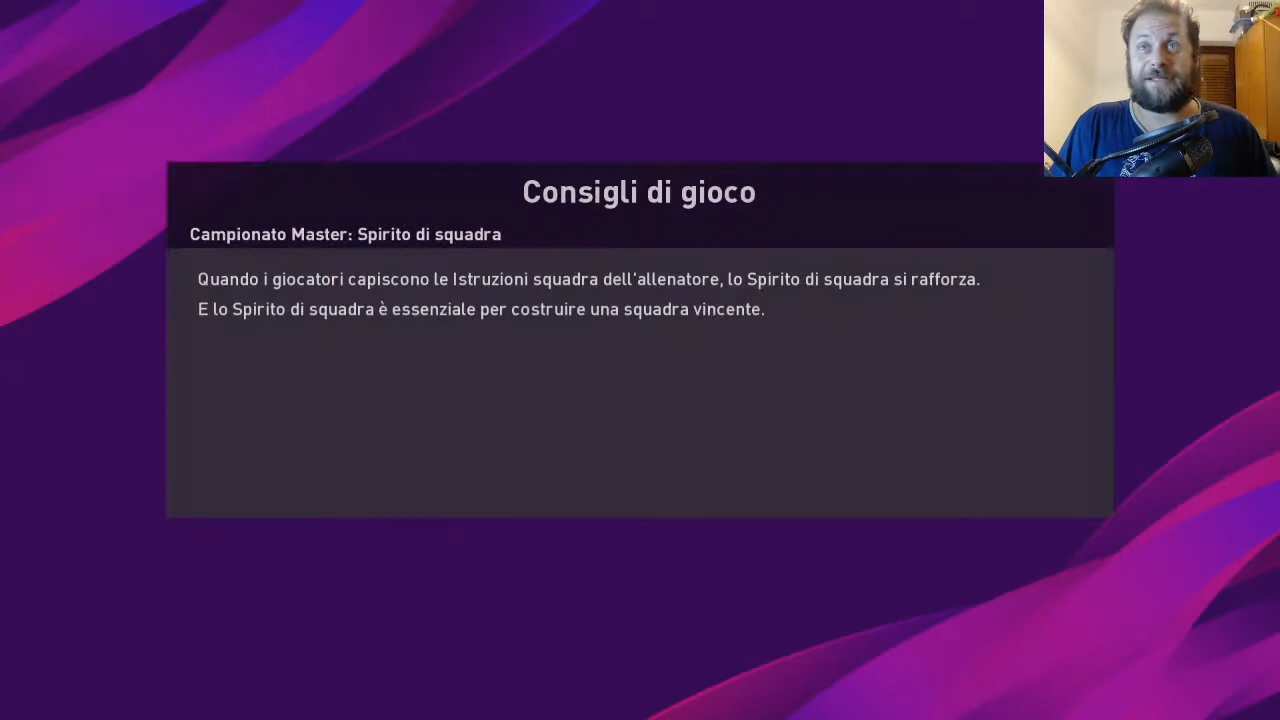 Consigli di gioco
Campionato Master: Spirito di squadra
Quando i giocatori capiscono le Istruzioni squadra dell'allenatore, lo Spirito di squadra si rafforza.
E lo Spirito di squadra è essenziale per costruire una squadra vincente.